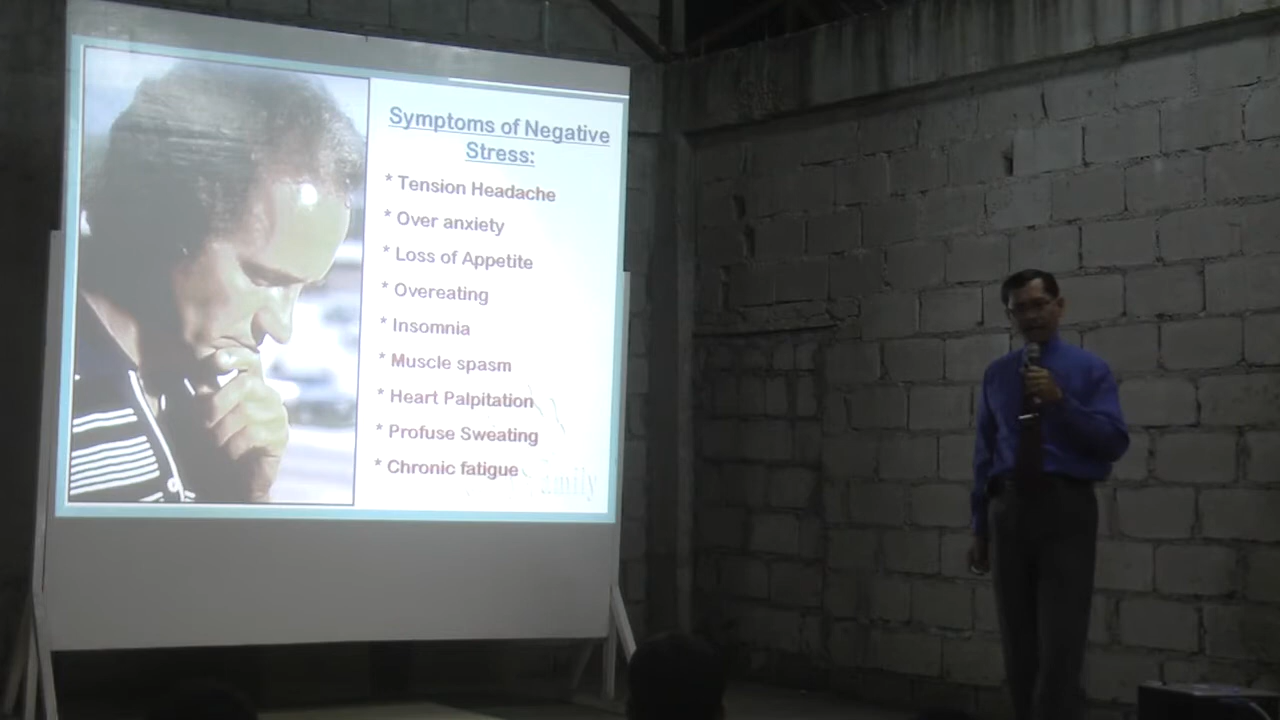 Symptoms of Negative
Stress:
* Tension Headache
* Over anxiety
* Loss of Appetite
* Overeating
* Insomnia
* Muscle spasm
* Heart Palpitation
* Profuse Sweating
* Chronic fatigue